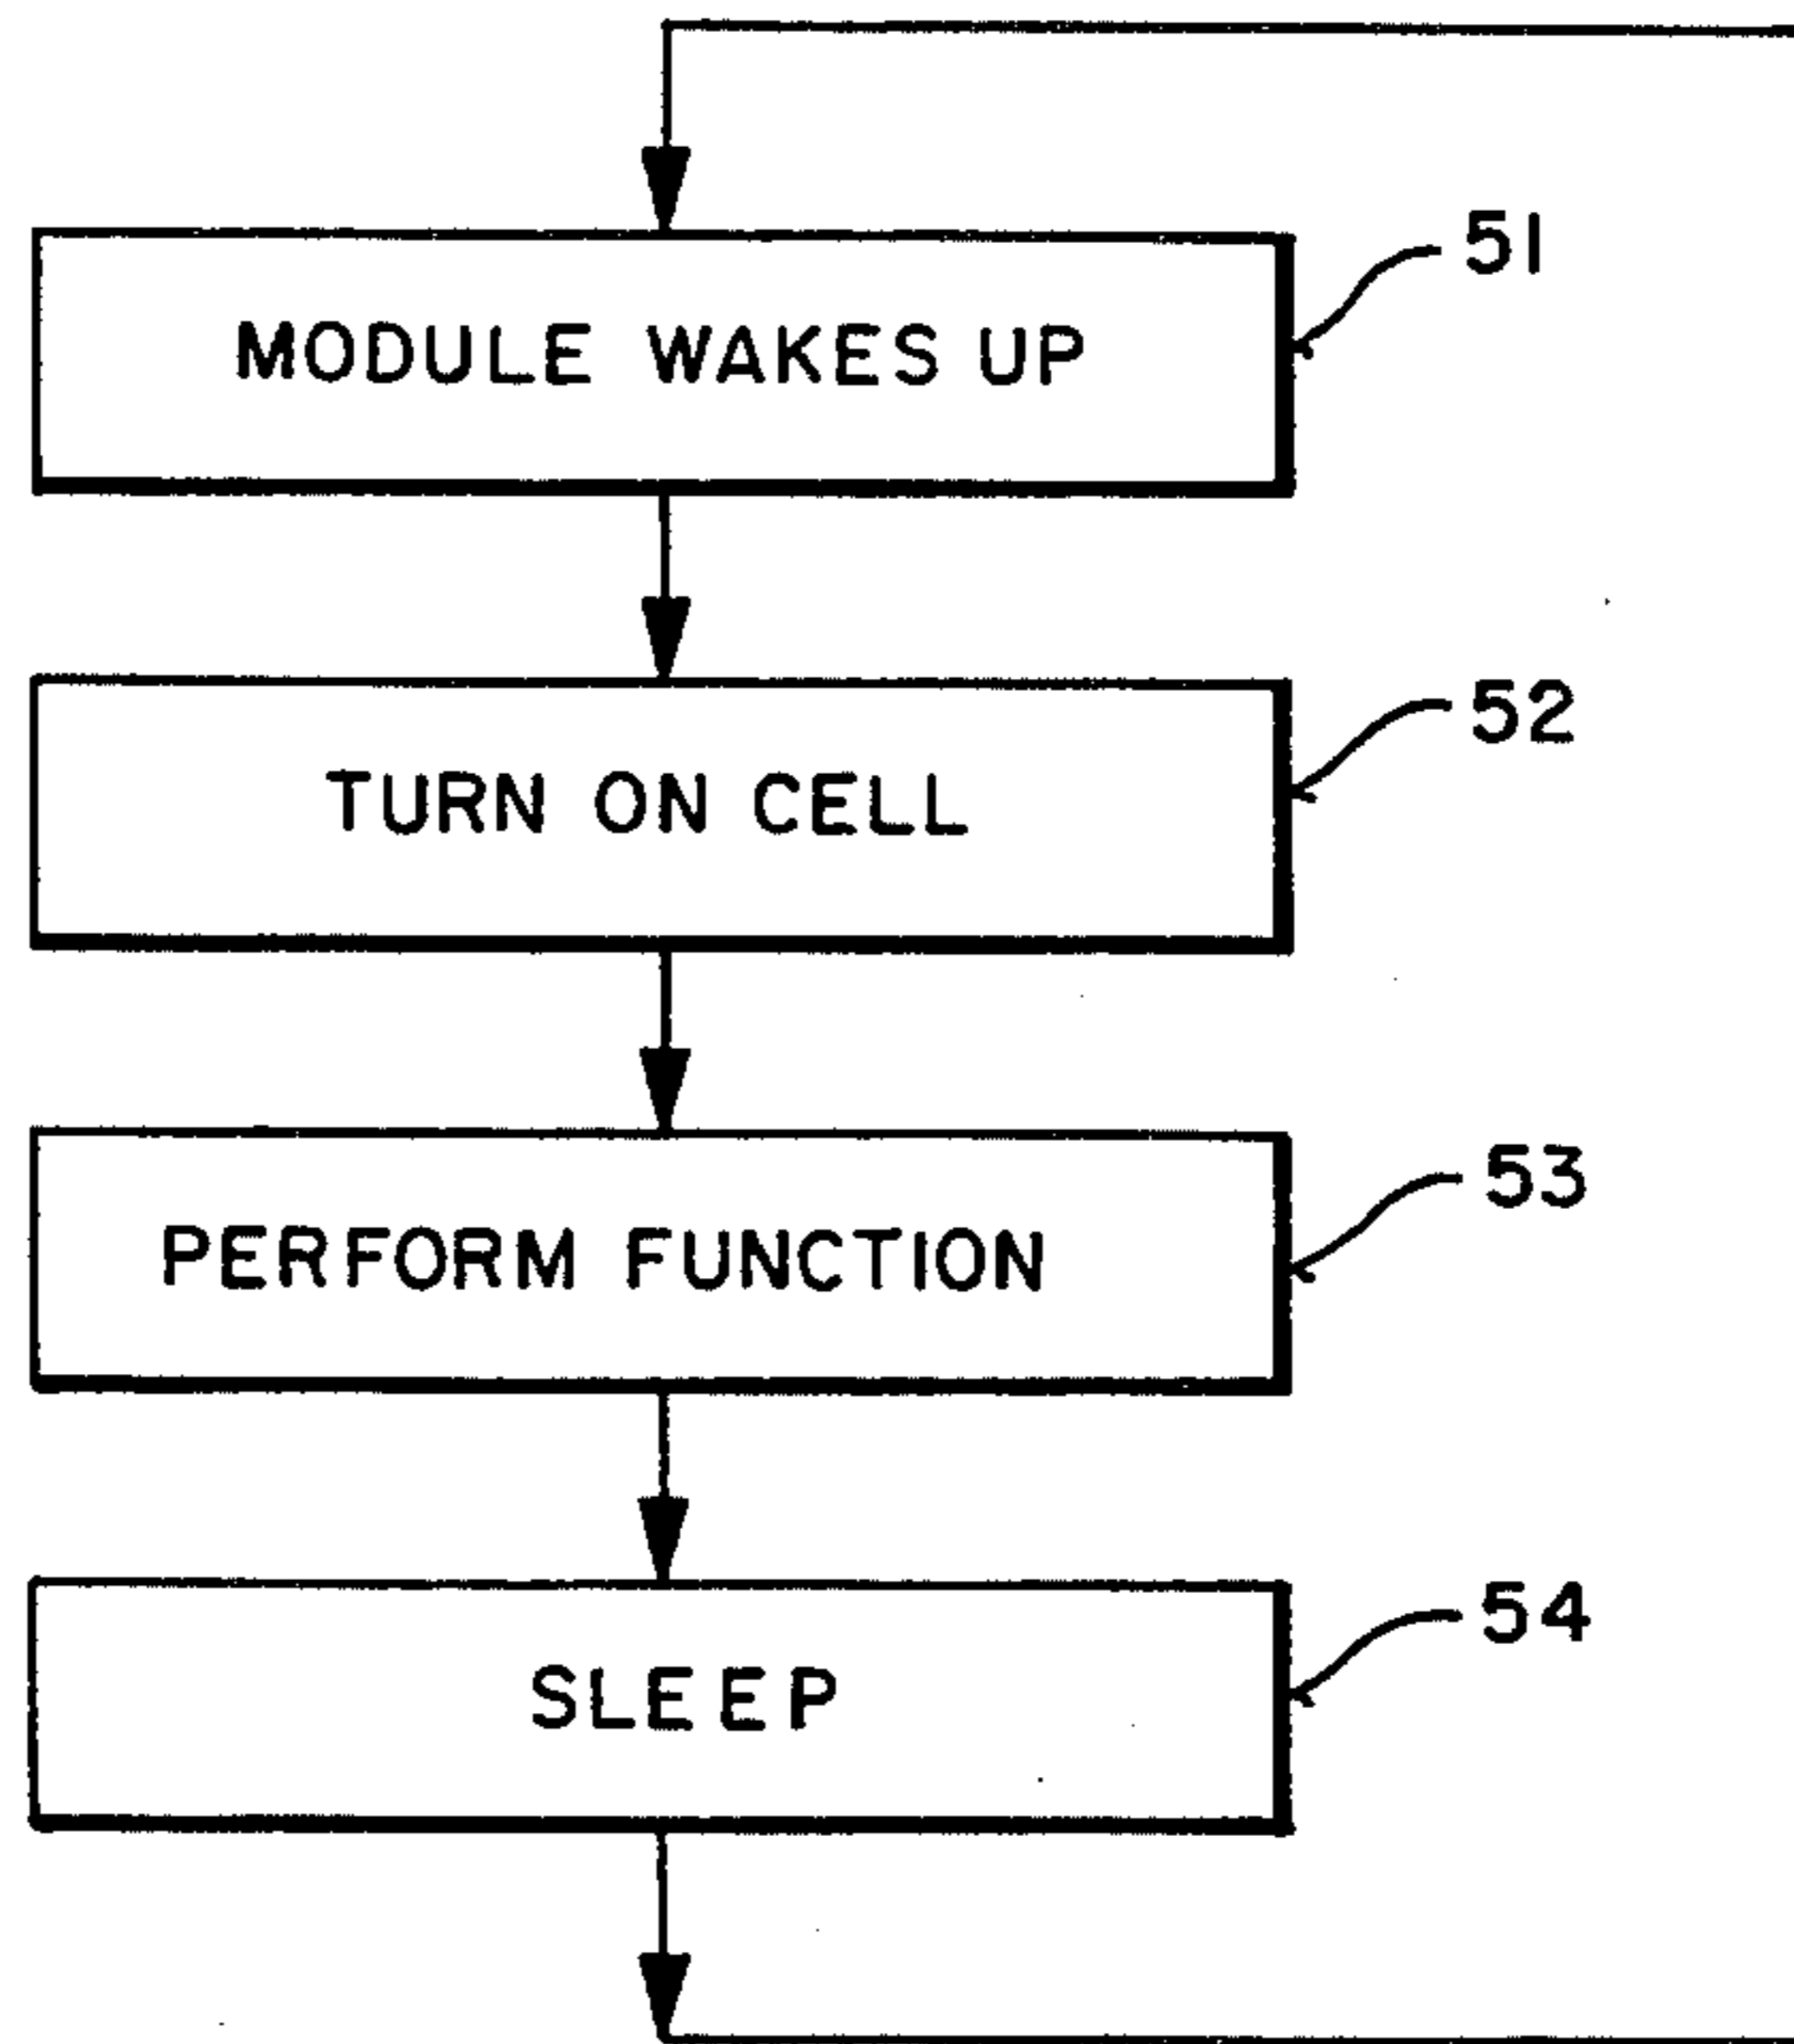 51
MODULE WAKES UP
52
TURN ON CELL
53
PERFORM FUNCTION
54
SLEEP